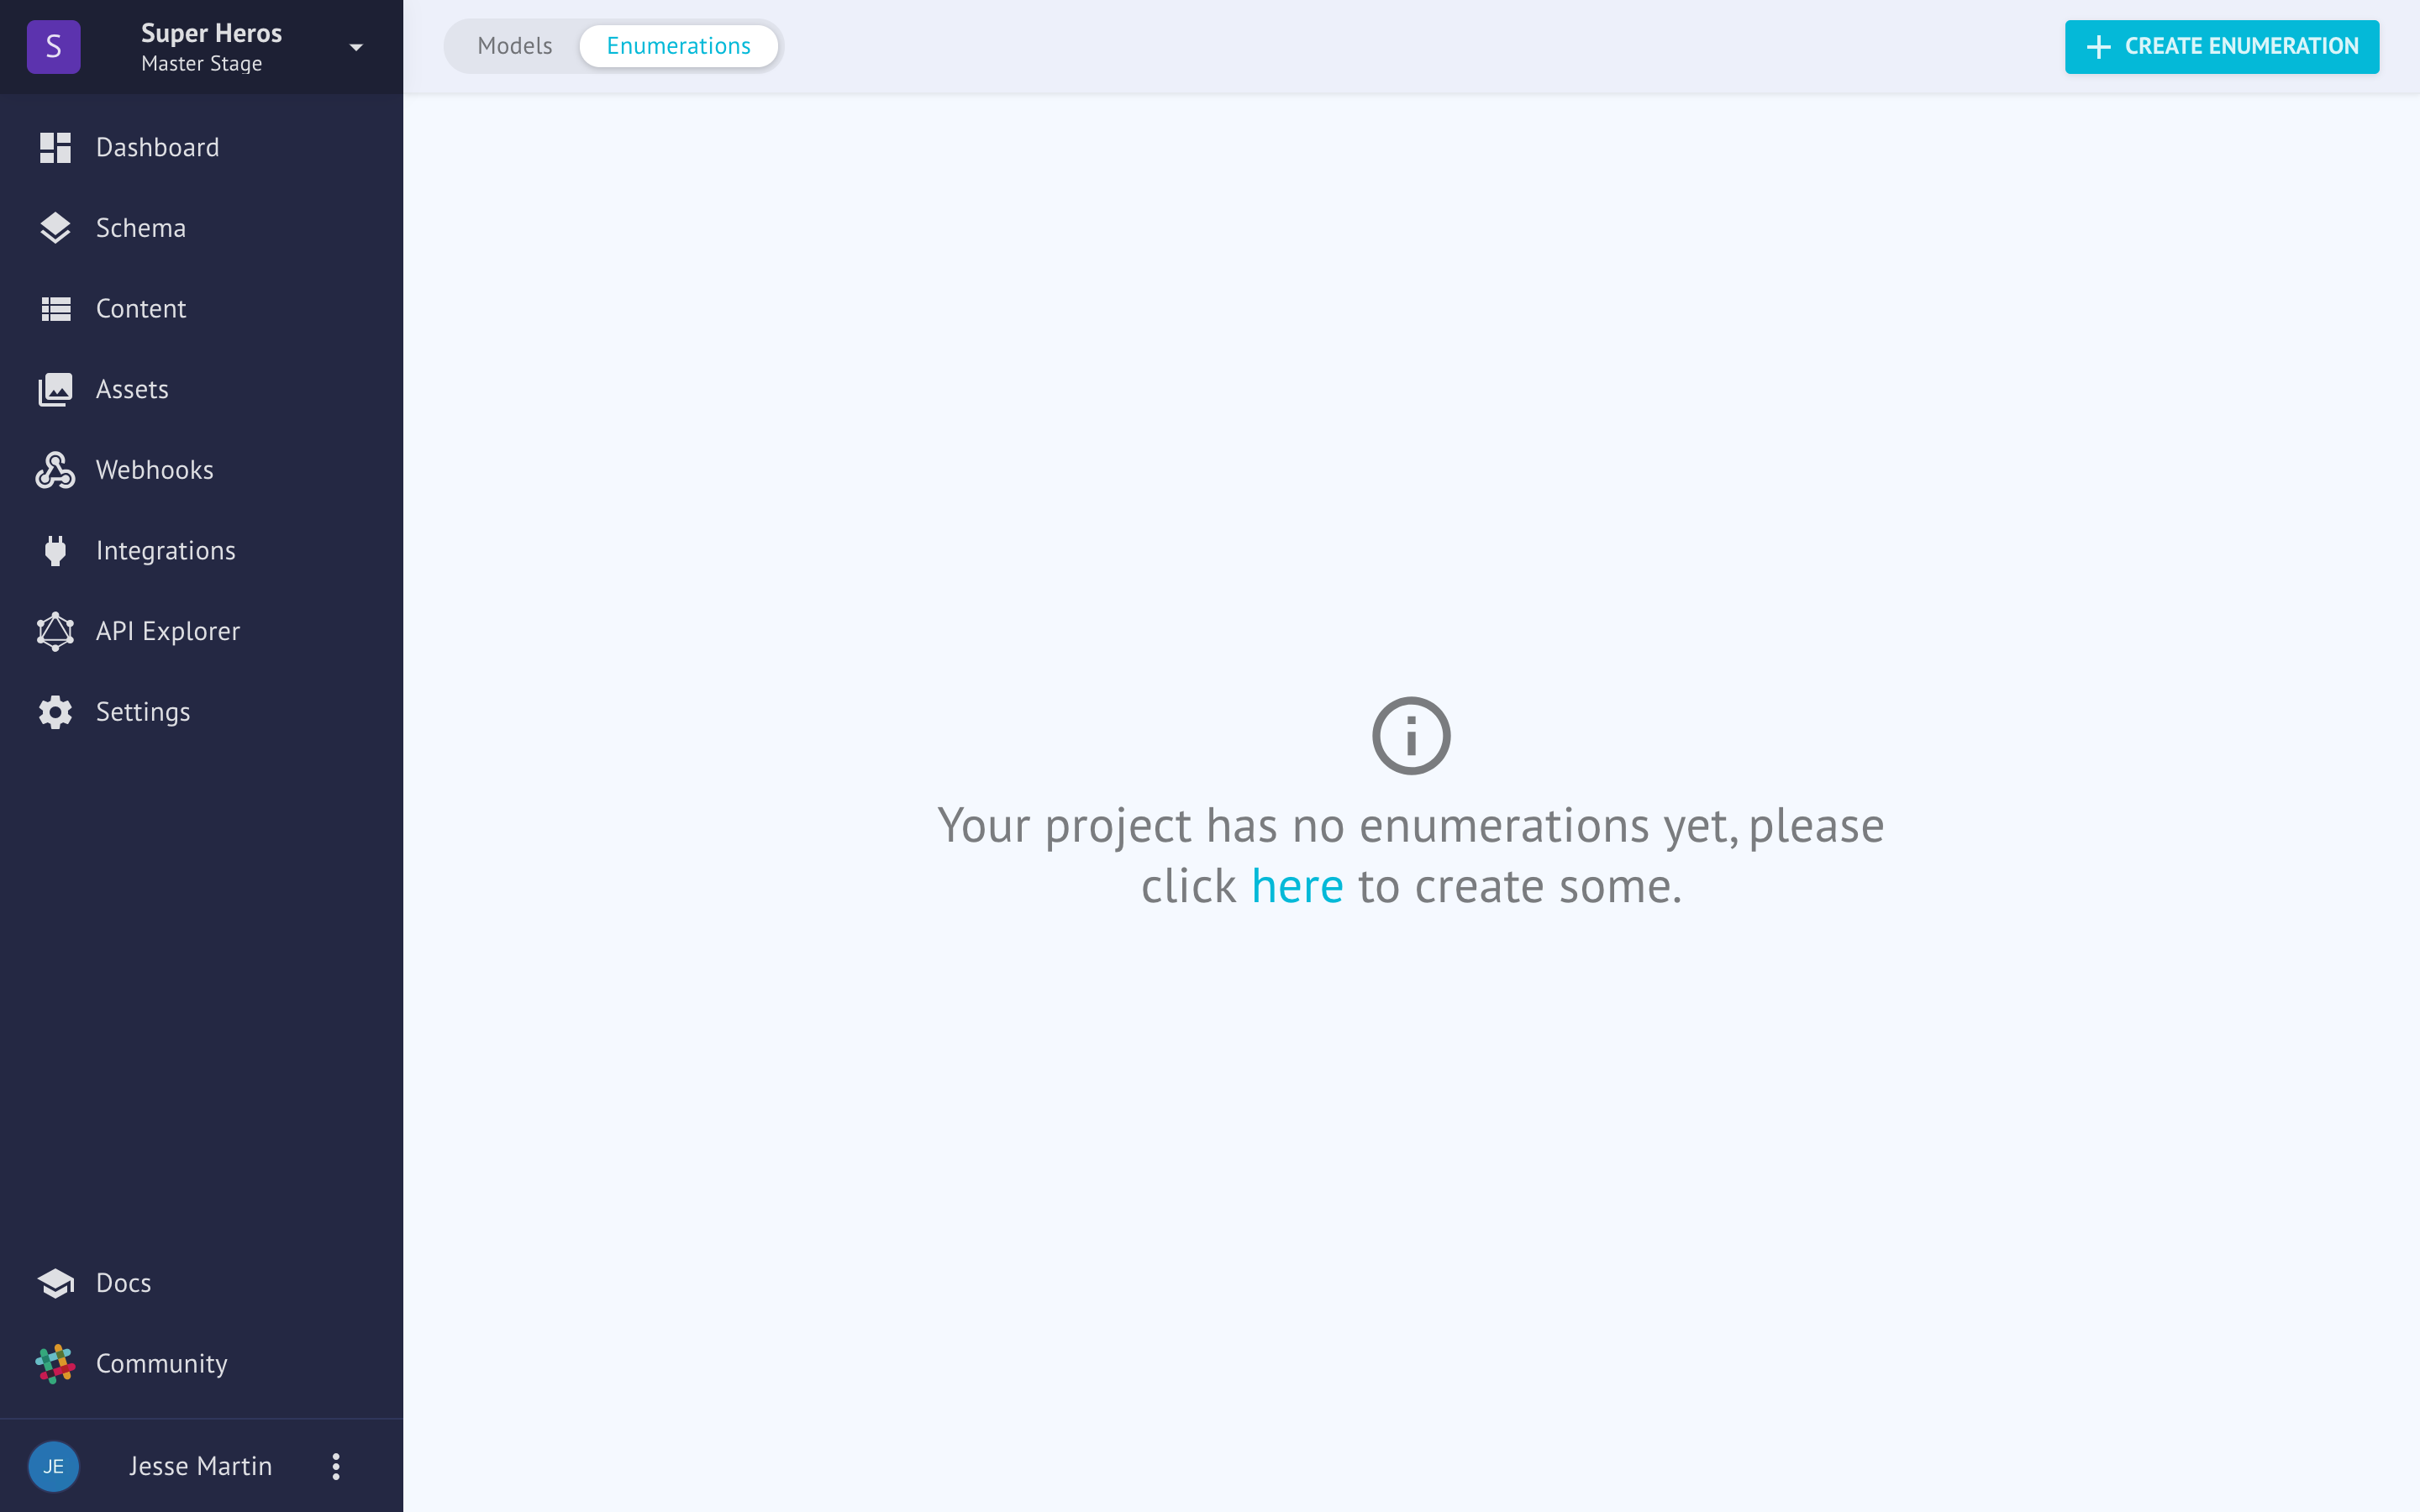 S
Super Heros
Master Stage
Models
Enumerations
CREATE ENUMERATION
Dashboard
Schema
Content
Assets
Webhooks
Integrations
API Explorer
Settings
Your project has no enumerations yet, please
click here to create some.
Docs
Community
JE
Jesse Martin